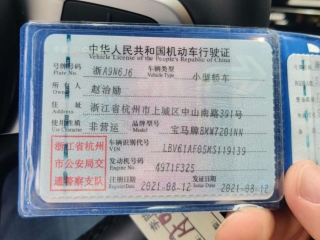 中华人民共和国机动车行驶证
Vehicle License of the People's Republic of China
号牌号码 浙A9N6J6 车辆类型 小型轿车
Plate No. Vehicle Type
所有人 赵治励
Owner
住址 浙江省杭州市上城区中山南路391号
Address
使用性质 非营运 品牌型号 宝马牌BMW7201NN
Use Character Model
浙江省杭州
市公安局交
通警察支队
车辆识别代号 LBV61AF05MS119139
VIN
发动机号码 4971F325
Engine No.
注册日期 2021-08-12 发证日期 2021-08-12
Register Date Issue Date